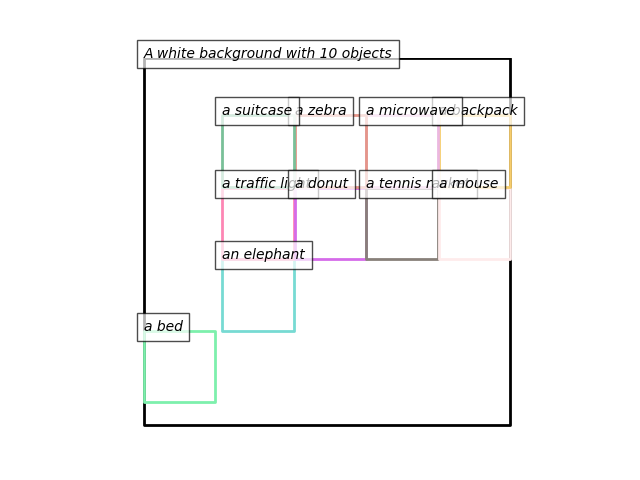 A white background with 10 objects
a suitcase
a zebra
a microwave
a backpack
a traffic light
a donut
a tennis racket
a mouse
an elephant
a bed